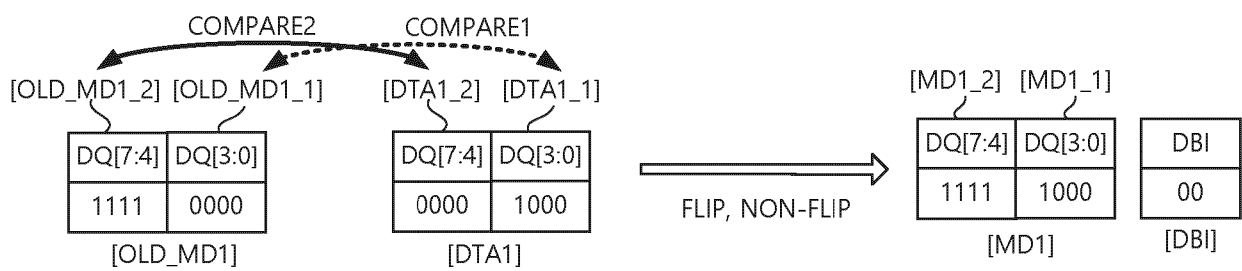 COMPARE2 COMPARE1
[OLD_MD1_2] [OLD_MD1_1] [DTA1_2] [DTA1_1] [MD1_2] [MD1_1]
DQ[7:4] DQ[3:0] DQ[7:4] DQ[3:0] DQ[7:4] DQ[3:0] DBI
1111 0000 0000 1000 1111 1000 00
FLIP, NON-FLIP
[OLD_MD1] [DTA1] [MD1] [DBI]